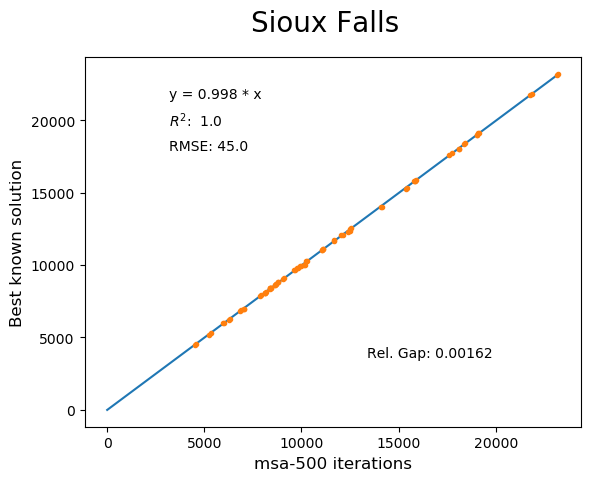 Sioux Falls
y = 0.998 * x
R²: 1.0
RMSE: 45.0
Rel. Gap: 0.00162
Best known solution
20000
15000
10000
5000
0
0 5000 10000 15000 20000
msa-500 iterations